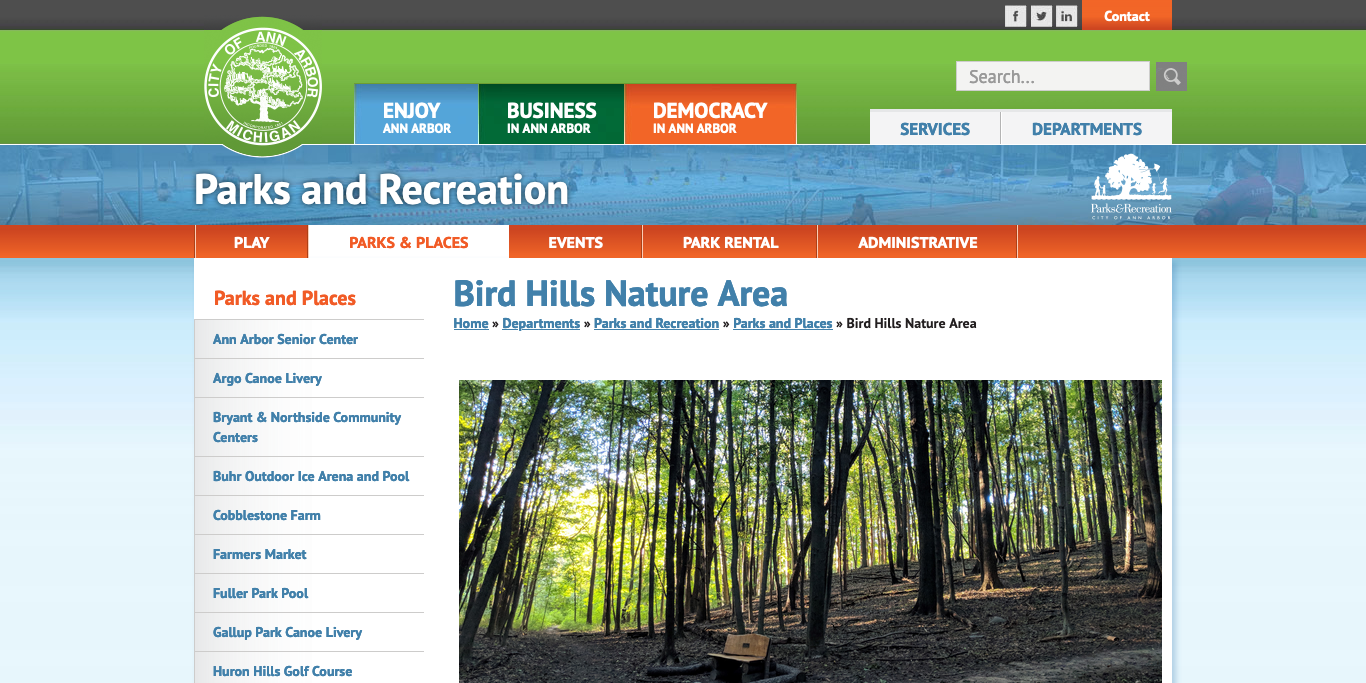 Contact
CITY OF ANN ARBOR
MICHIGAN
Search...
ENJOY
ANN ARBOR
BUSINESS
IN ANN ARBOR
DEMOCRACY
IN ANN ARBOR
SERVICES
DEPARTMENTS
Parks and Recreation
Parks&Recreation
CITY OF ANN ARBOR
PLAY
PARKS & PLACES
EVENTS
PARK RENTAL
ADMINISTRATIVE
Parks and Places
Ann Arbor Senior Center
Argo Canoe Livery
Bryant & Northside Community
Centers
Buhr Outdoor Ice Arena and Pool
Cobblestone Farm
Farmers Market
Fuller Park Pool
Gallup Park Canoe Livery
Huron Hills Golf Course
Bird Hills Nature Area
Home » Departments » Parks and Recreation » Parks and Places » Bird Hills Nature Area